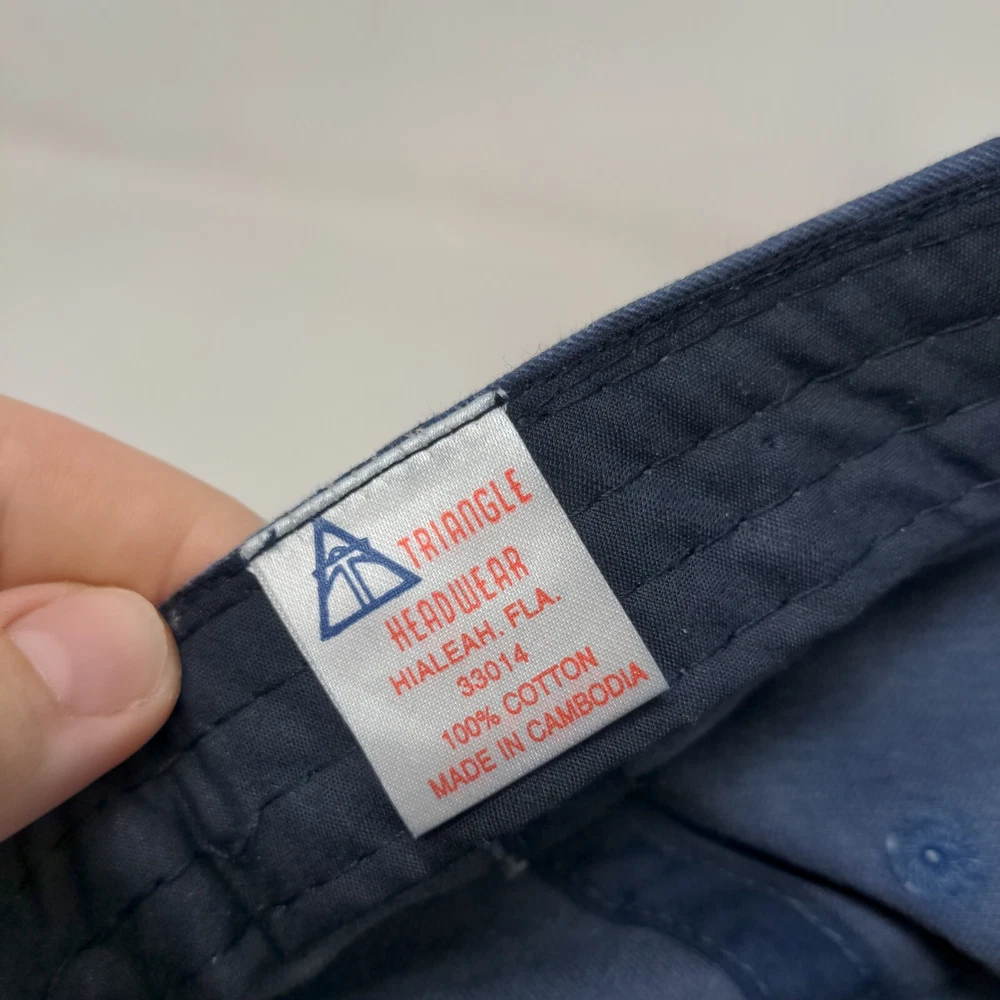 TRIANGLE
HEADWEAR
HIALEAH, FLA.
33014
100% COTTON
MADE IN CAMBODIA